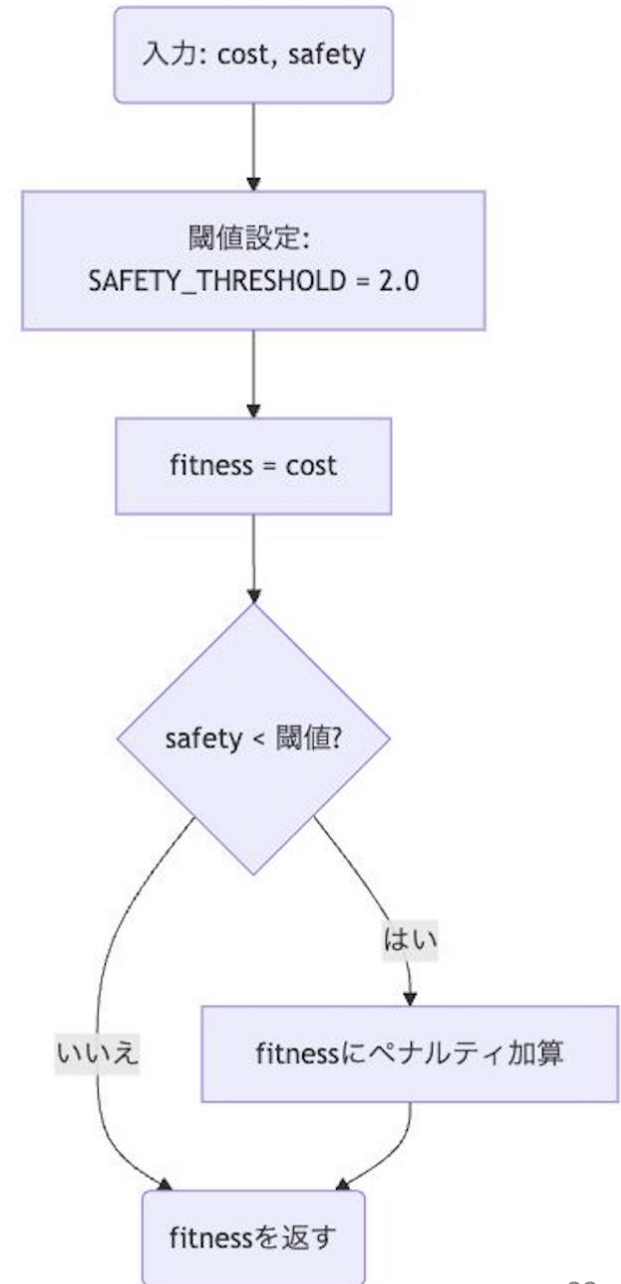 入力: cost, safety
閾値設定:
SAFETY_THRESHOLD = 2.0
fitness = cost
safety < 閾値?
はい
いいえ
fitnessにペナルティ加算
fitnessを返す